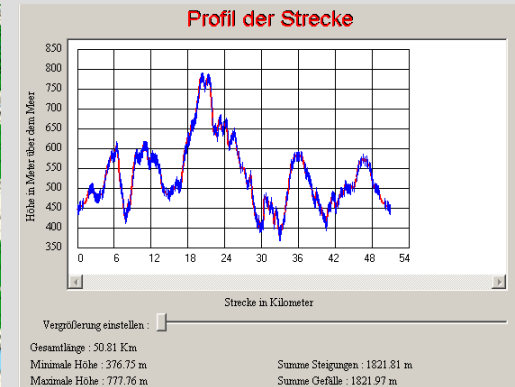 Profil der Strecke
850
800
750
700
650
600
550
500
450
400
350
Höhe in Meter über dem Meer
0 6 12 18 24 30 36 42 48 54
Strecke in Kilometer
Vergrößerung einstellen :
Gesamtlänge : 50.81 Km
Minimale Höhe : 376.75 m Summe Steigungen : 1821.81 m
Maximale Höhe : 777.76 m Summe Gefälle : 1821.97 m